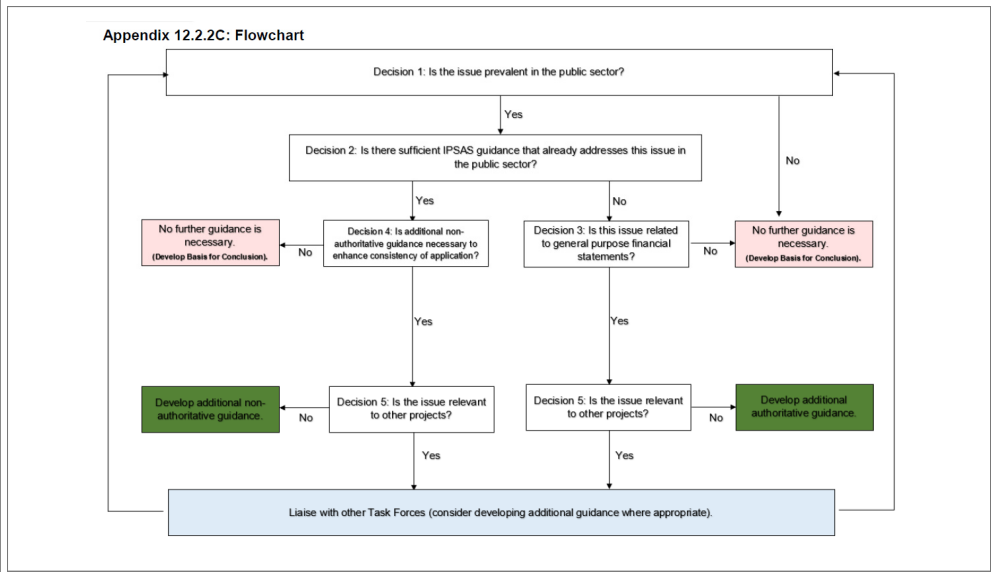 Appendix 12.2.2C: Flowchart
Decision 1: Is the issue prevalent in the public sector?
Yes
No
Decision 2: Is there sufficient IPSAS guidance that already addresses this issue in
the public sector?
Yes
No
No further guidance is
necessary.
(Develop Basis for Conclusion).
No
Decision 4: Is additional non-
authoritative guidance necessary to
enhance consistency of application?
Decision 3: Is this issue related
to general purpose financial
statements?
No
No further guidance is
necessary.
(Develop Basis for Conclusion).
Yes
Yes
Develop additional non-
authoritative guidance.
No
Decision 5: Is the issue relevant
to other projects?
Decision 5: Is the issue relevant
to other projects?
No
Develop additional
authoritative guidance.
Yes
Yes
Liaise with other Task Forces (consider developing additional guidance where appropriate).